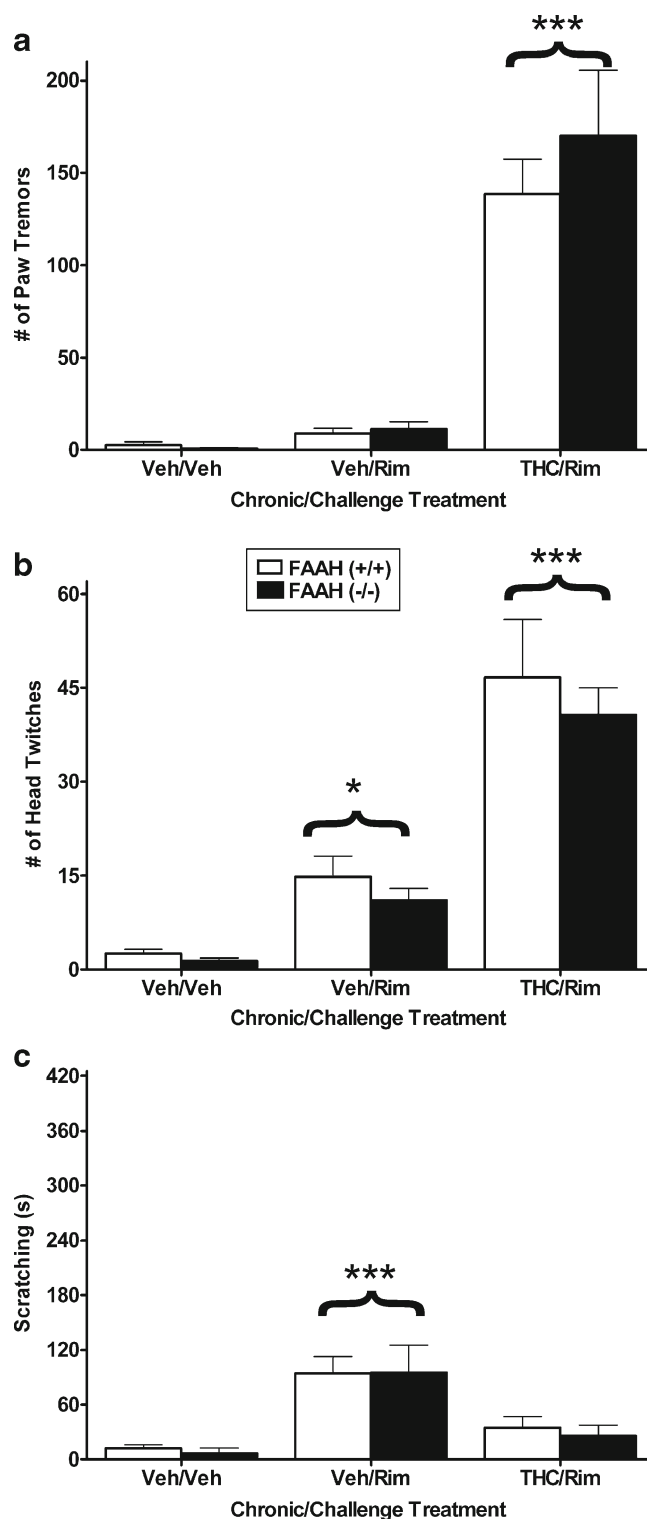 a
***
200
150
100
50
0
# of Paw Tremors
Veh/Veh Veh/Rim THC/Rim
Chronic/Challenge Treatment
b
FAAH (+/+)
FAAH (-/-)
***
*
60
45
30
15
0
# of Head Twitches
Veh/Veh Veh/Rim THC/Rim
Chronic/Challenge Treatment
c
420
360
300
240
180
120
60
0
Scratching (s)
***
Veh/Veh Veh/Rim THC/Rim
Chronic/Challenge Treatment